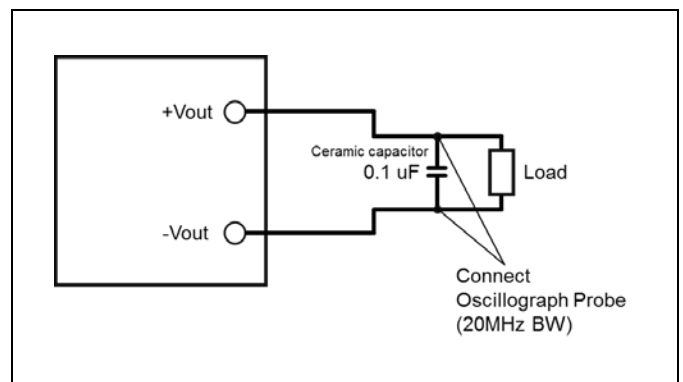 +Vout
Ceramic capacitor
0.1 uF
Load
-Vout
Connect
Oscillograph Probe
(20MHz BW)